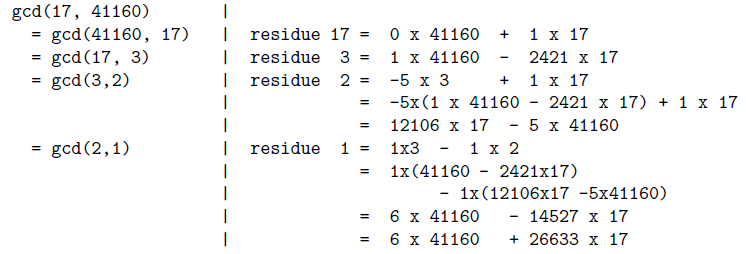 gcd(17, 41160)         |
  = gcd(41160, 17)   |  residue 17 =  0 x 41160  +  1 x 17
  = gcd(17, 3)       |  residue  3 =  1 x 41160  -  2421 x 17
  = gcd(3,2)         |  residue  2 =  -5 x 3     +  1 x 17
                     |             =  -5x(1 x 41160 - 2421 x 17) + 1 x 17
                     |             =  12106 x 17  - 5 x 41160
  = gcd(2,1)         |  residue  1 =  1x3  -  1 x 2
                     |             =  1x(41160 - 2421x17)
                     |                    - 1x(12106x17 -5x41160)
                     |             =  6 x 41160   - 14527 x 17
                     |             =  6 x 41160   + 26633 x 17